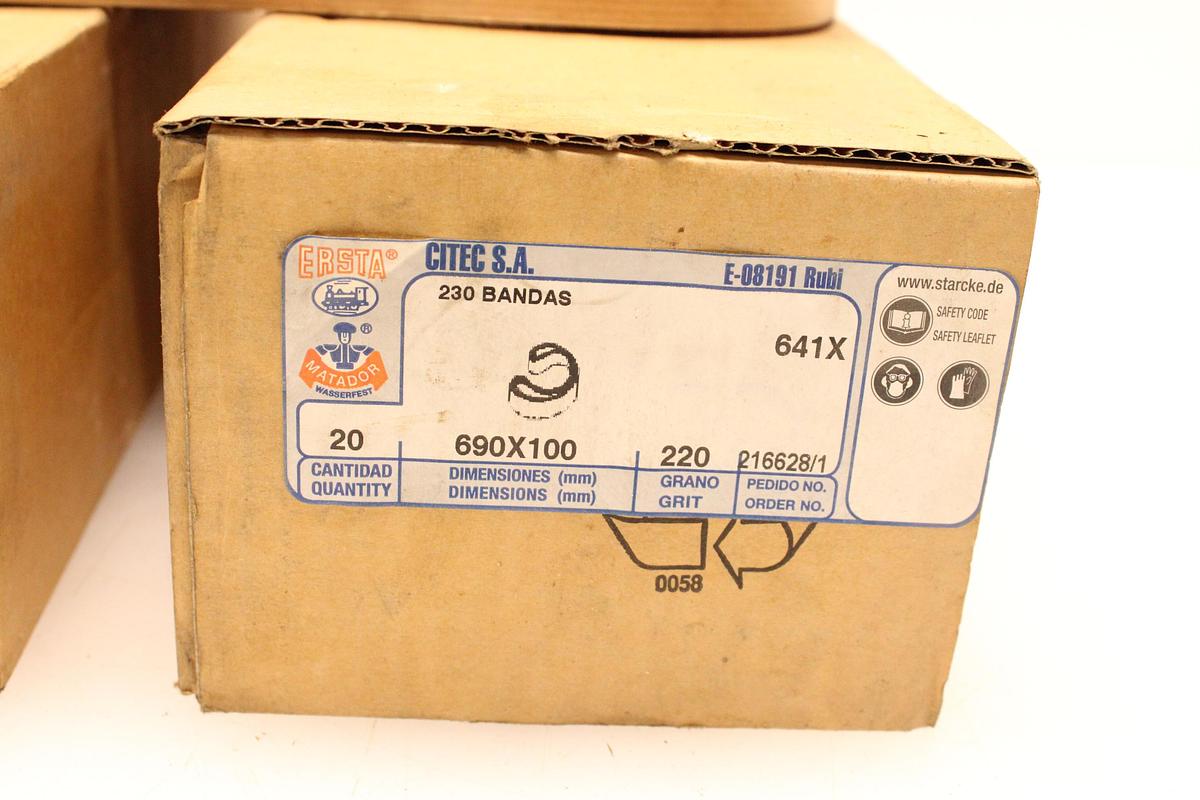 ERSTA®
MATADOR®
WASSERFEST
CITEC S.A.
E-08191 Rubi
230 BANDAS
641X
20
690X100
220
216628/1
CANTIDAD
QUANTITY
DIMENSIONES (mm)
DIMENSIONS (mm)
GRANO
GRIT
PEDIDO NO.
ORDER NO.
www.starcke.de
SAFETY CODE
SAFETY LEAFLET
0058